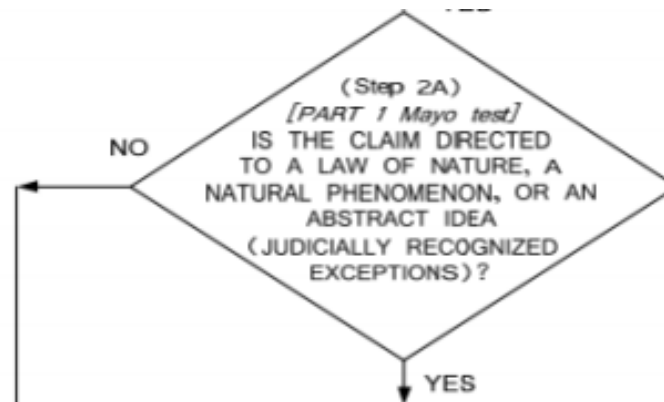 (Step 2A)
[PART 1 Mayo test]
IS THE CLAIM DIRECTED
NO
TO A LAW OF NATURE, A
NATURAL PHENOMENON, OR AN
ABSTRACT IDEA
(JUDICIALLY RECOGNIZED
EXCEPTIONS)?
YES